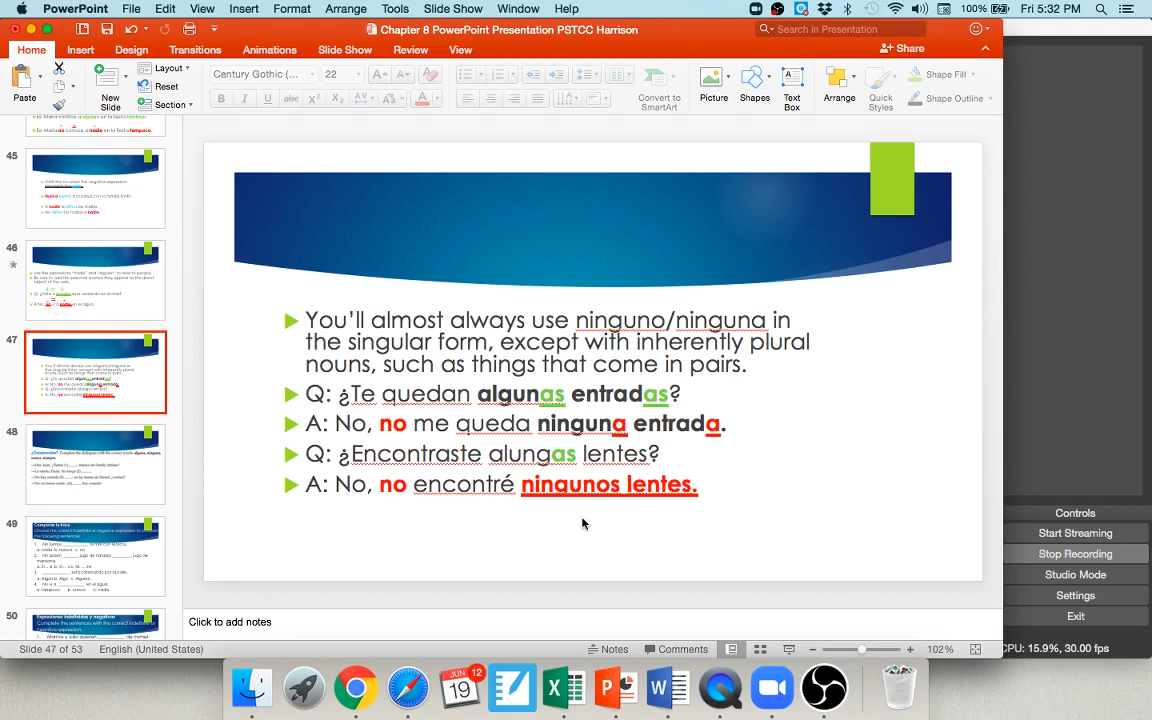 PowerPoint File Edit View Insert Format Arrange Tools Slide Show Window Help 100% Fri 5:32 PM
Chapter 8 PowerPoint Presentation PSTCC Harrison
Search in Presentation
Home Insert Design Transitions Animations Slide Show Review View
Share
Paste
New Slide
Layout
Reset
Section
Century Gothic (... 22
Convert to SmartArt
Picture
Shapes
Text Box
Arrange
Quick Styles
Shape Fill
Shape Outline
45
46
47
48
49
Completar la frase
50
Expresiones indefinidas y negativas
You’ll almost always use ninguno/ninguna in
the singular form, except with inherently plural
nouns, such as things that come in pairs.
Q: ¿Te quedan algunas entradas?
A: No, no me queda ninguna entrada.
Q: ¿Encontraste alungas lentes?
A: No, no encontré ningunos lentes.
Click to add notes
Slide 47 of 53 English (United States) Notes Comments 102%
Controls
Start Streaming
Stop Recording
Studio Mode
Settings
Exit
CPU: 15.9%, 30.00 fps
JUN
19
12